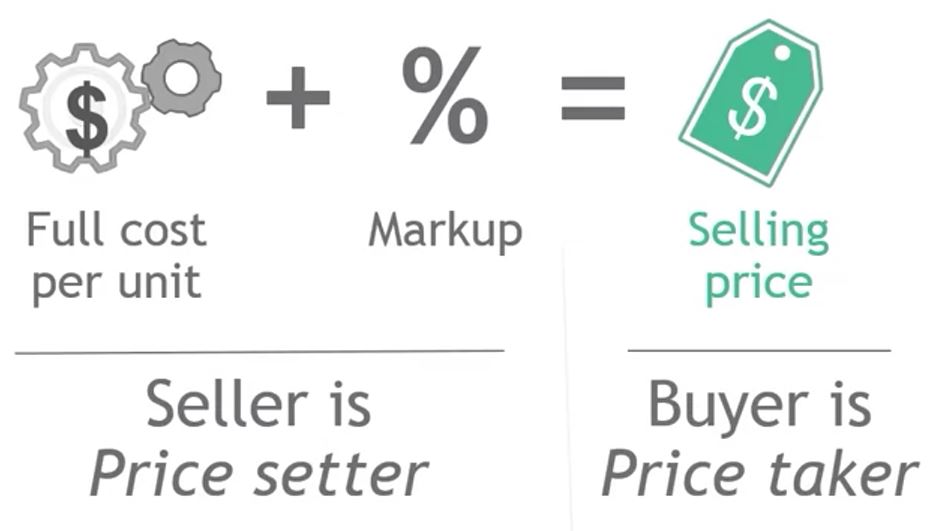 $ + % = $
Full cost
per unit
Markup
Selling
price
Seller is
Price setter
Buyer is
Price taker